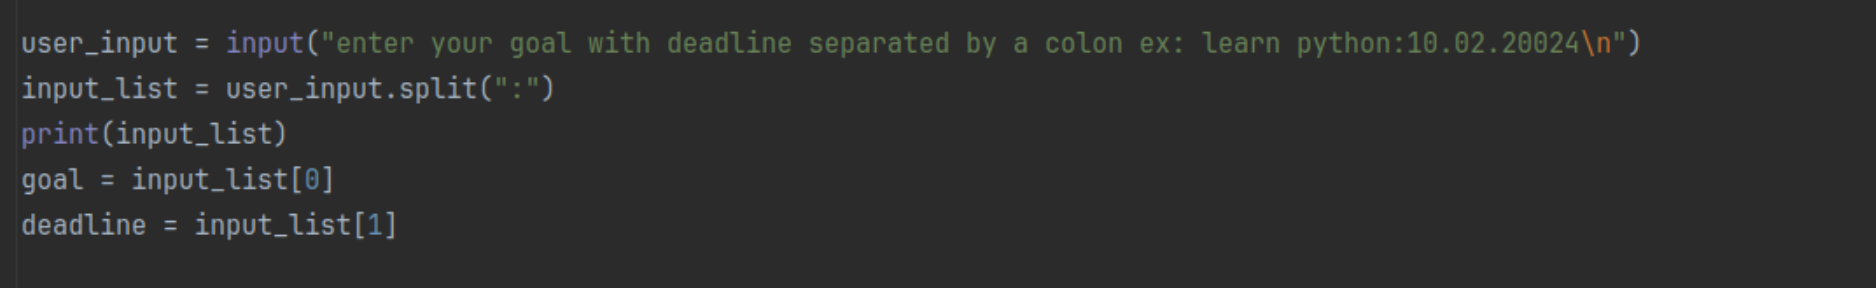 user_input = input("enter your goal with deadline separated by a colon ex: learn python:10.02.20024\n")
input_list = user_input.split(":")
print(input_list)
goal = input_list[0]
deadline = input_list[1]